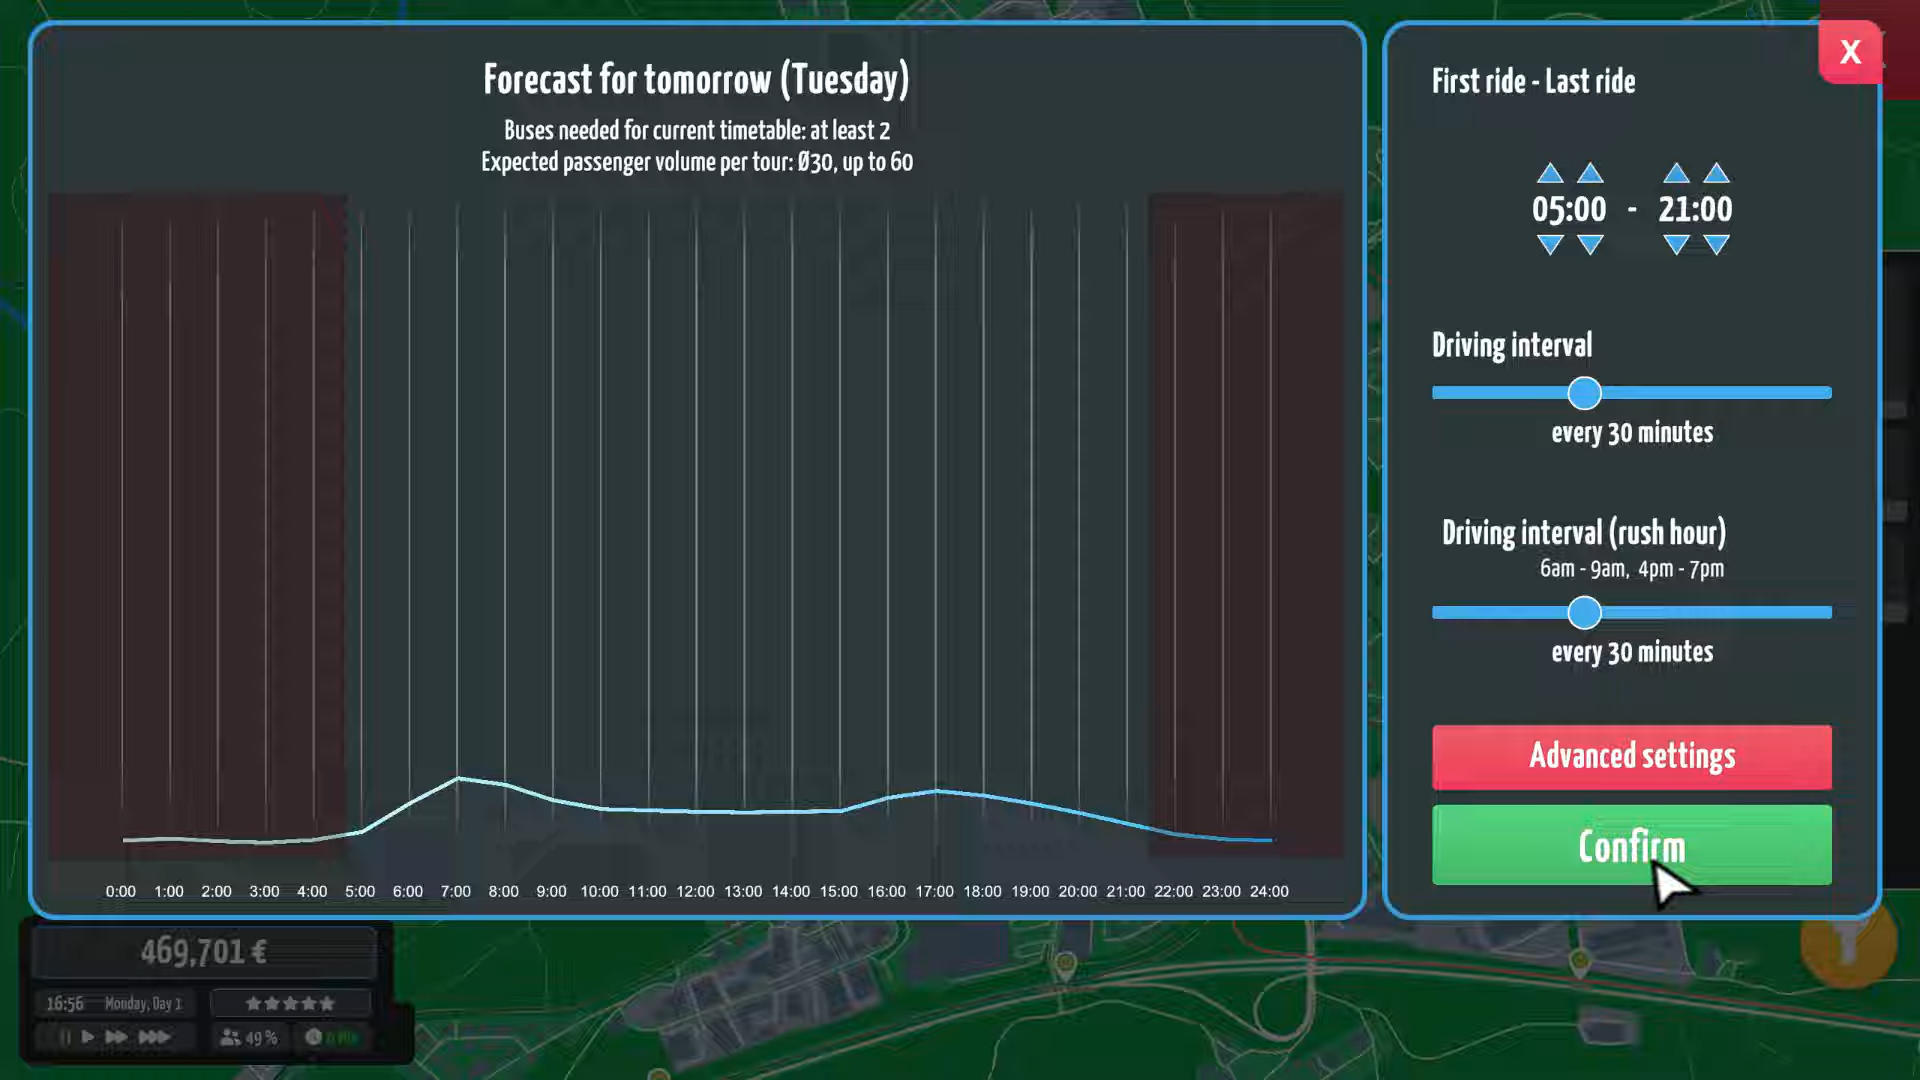 Forecast for tomorrow (Tuesday)
Buses needed for current timetable: at least 2
Expected passenger volume per tour: Ø30, up to 60
0:00 1:00 2:00 3:00 4:00 5:00 6:00 7:00 8:00 9:00 10:00 11:00 12:00 13:00 14:00 15:00 16:00 17:00 18:00 19:00 20:00 21:00 22:00 23:00 24:00
X
First ride - Last ride
05:00 - 21:00
Driving interval
every 30 minutes
Driving interval (rush hour)
6am - 9am, 4pm - 7pm
every 30 minutes
Advanced settings
Confirm
469,701 €
16:56 Monday, Day 1
49 %
0 Min